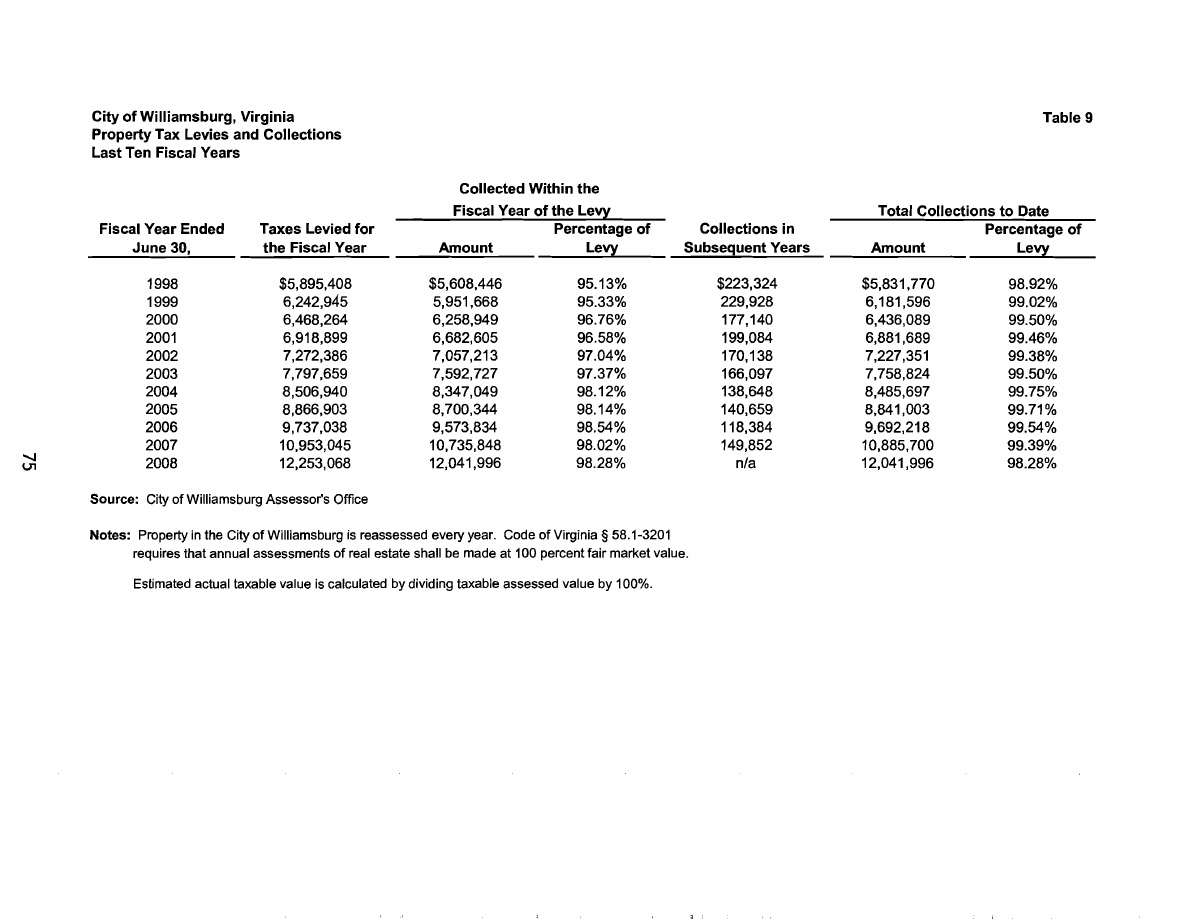 City of Williamsburg, Virginia Table 9
Property Tax Levies and Collections
Last Ten Fiscal Years
Collected Within the
Fiscal Year of the Levy Total Collections to Date
Fiscal Year Ended Taxes Levied for Percentage of Collections in Percentage of
June 30, the Fiscal Year Amount Levy Subsequent Years Amount Levy
1998 $5,895,408 $5,608,446 95.13% $223,324 $5,831,770 98.92%
1999 6,242,945 5,951,668 95.33% 229,928 6,181,596 99.02%
2000 6,468,264 6,258,949 96.76% 177,140 6,436,089 99.50%
2001 6,918,899 6,682,605 96.58% 199,084 6,881,689 99.46%
2002 7,272,386 7,057,213 97.04% 170,138 7,227,351 99.38%
2003 7,797,659 7,592,727 97.37% 166,097 7,758,824 99.50%
2004 8,506,940 8,347,049 98.12% 138,648 8,485,697 99.75%
2005 8,866,903 8,700,344 98.14% 140,659 8,841,003 99.71%
2006 9,737,038 9,573,834 98.54% 118,384 9,692,218 99.54%
2007 10,953,045 10,735,848 98.02% 149,852 10,885,700 99.39%
2008 12,253,068 12,041,996 98.28% n/a 12,041,996 98.28%
75
Source: City of Williamsburg Assessor's Office
Notes: Property in the City of Williamsburg is reassessed every year. Code of Virginia § 58.1-3201
requires that annual assessments of real estate shall be made at 100 percent fair market value.
Estimated actual taxable value is calculated by dividing taxable assessed value by 100%.